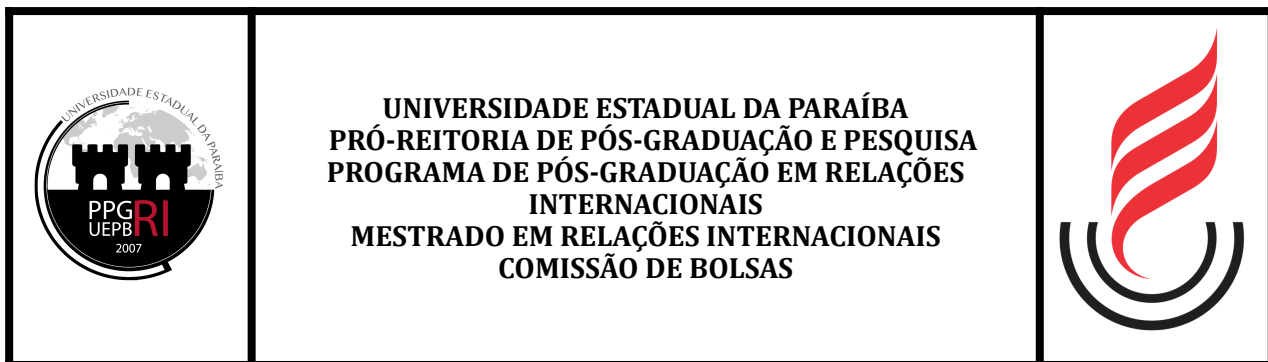 UNIVERSIDADE ESTADUAL DA PARAÍBA
PPG RI
UEPB
2007
UNIVERSIDADE ESTADUAL DA PARAÍBA
PRÓ-REITORIA DE PÓS-GRADUAÇÃO E PESQUISA
PROGRAMA DE PÓS-GRADUAÇÃO EM RELAÇÕES
INTERNACIONAIS
MESTRADO EM RELAÇÕES INTERNACIONAIS
COMISSÃO DE BOLSAS